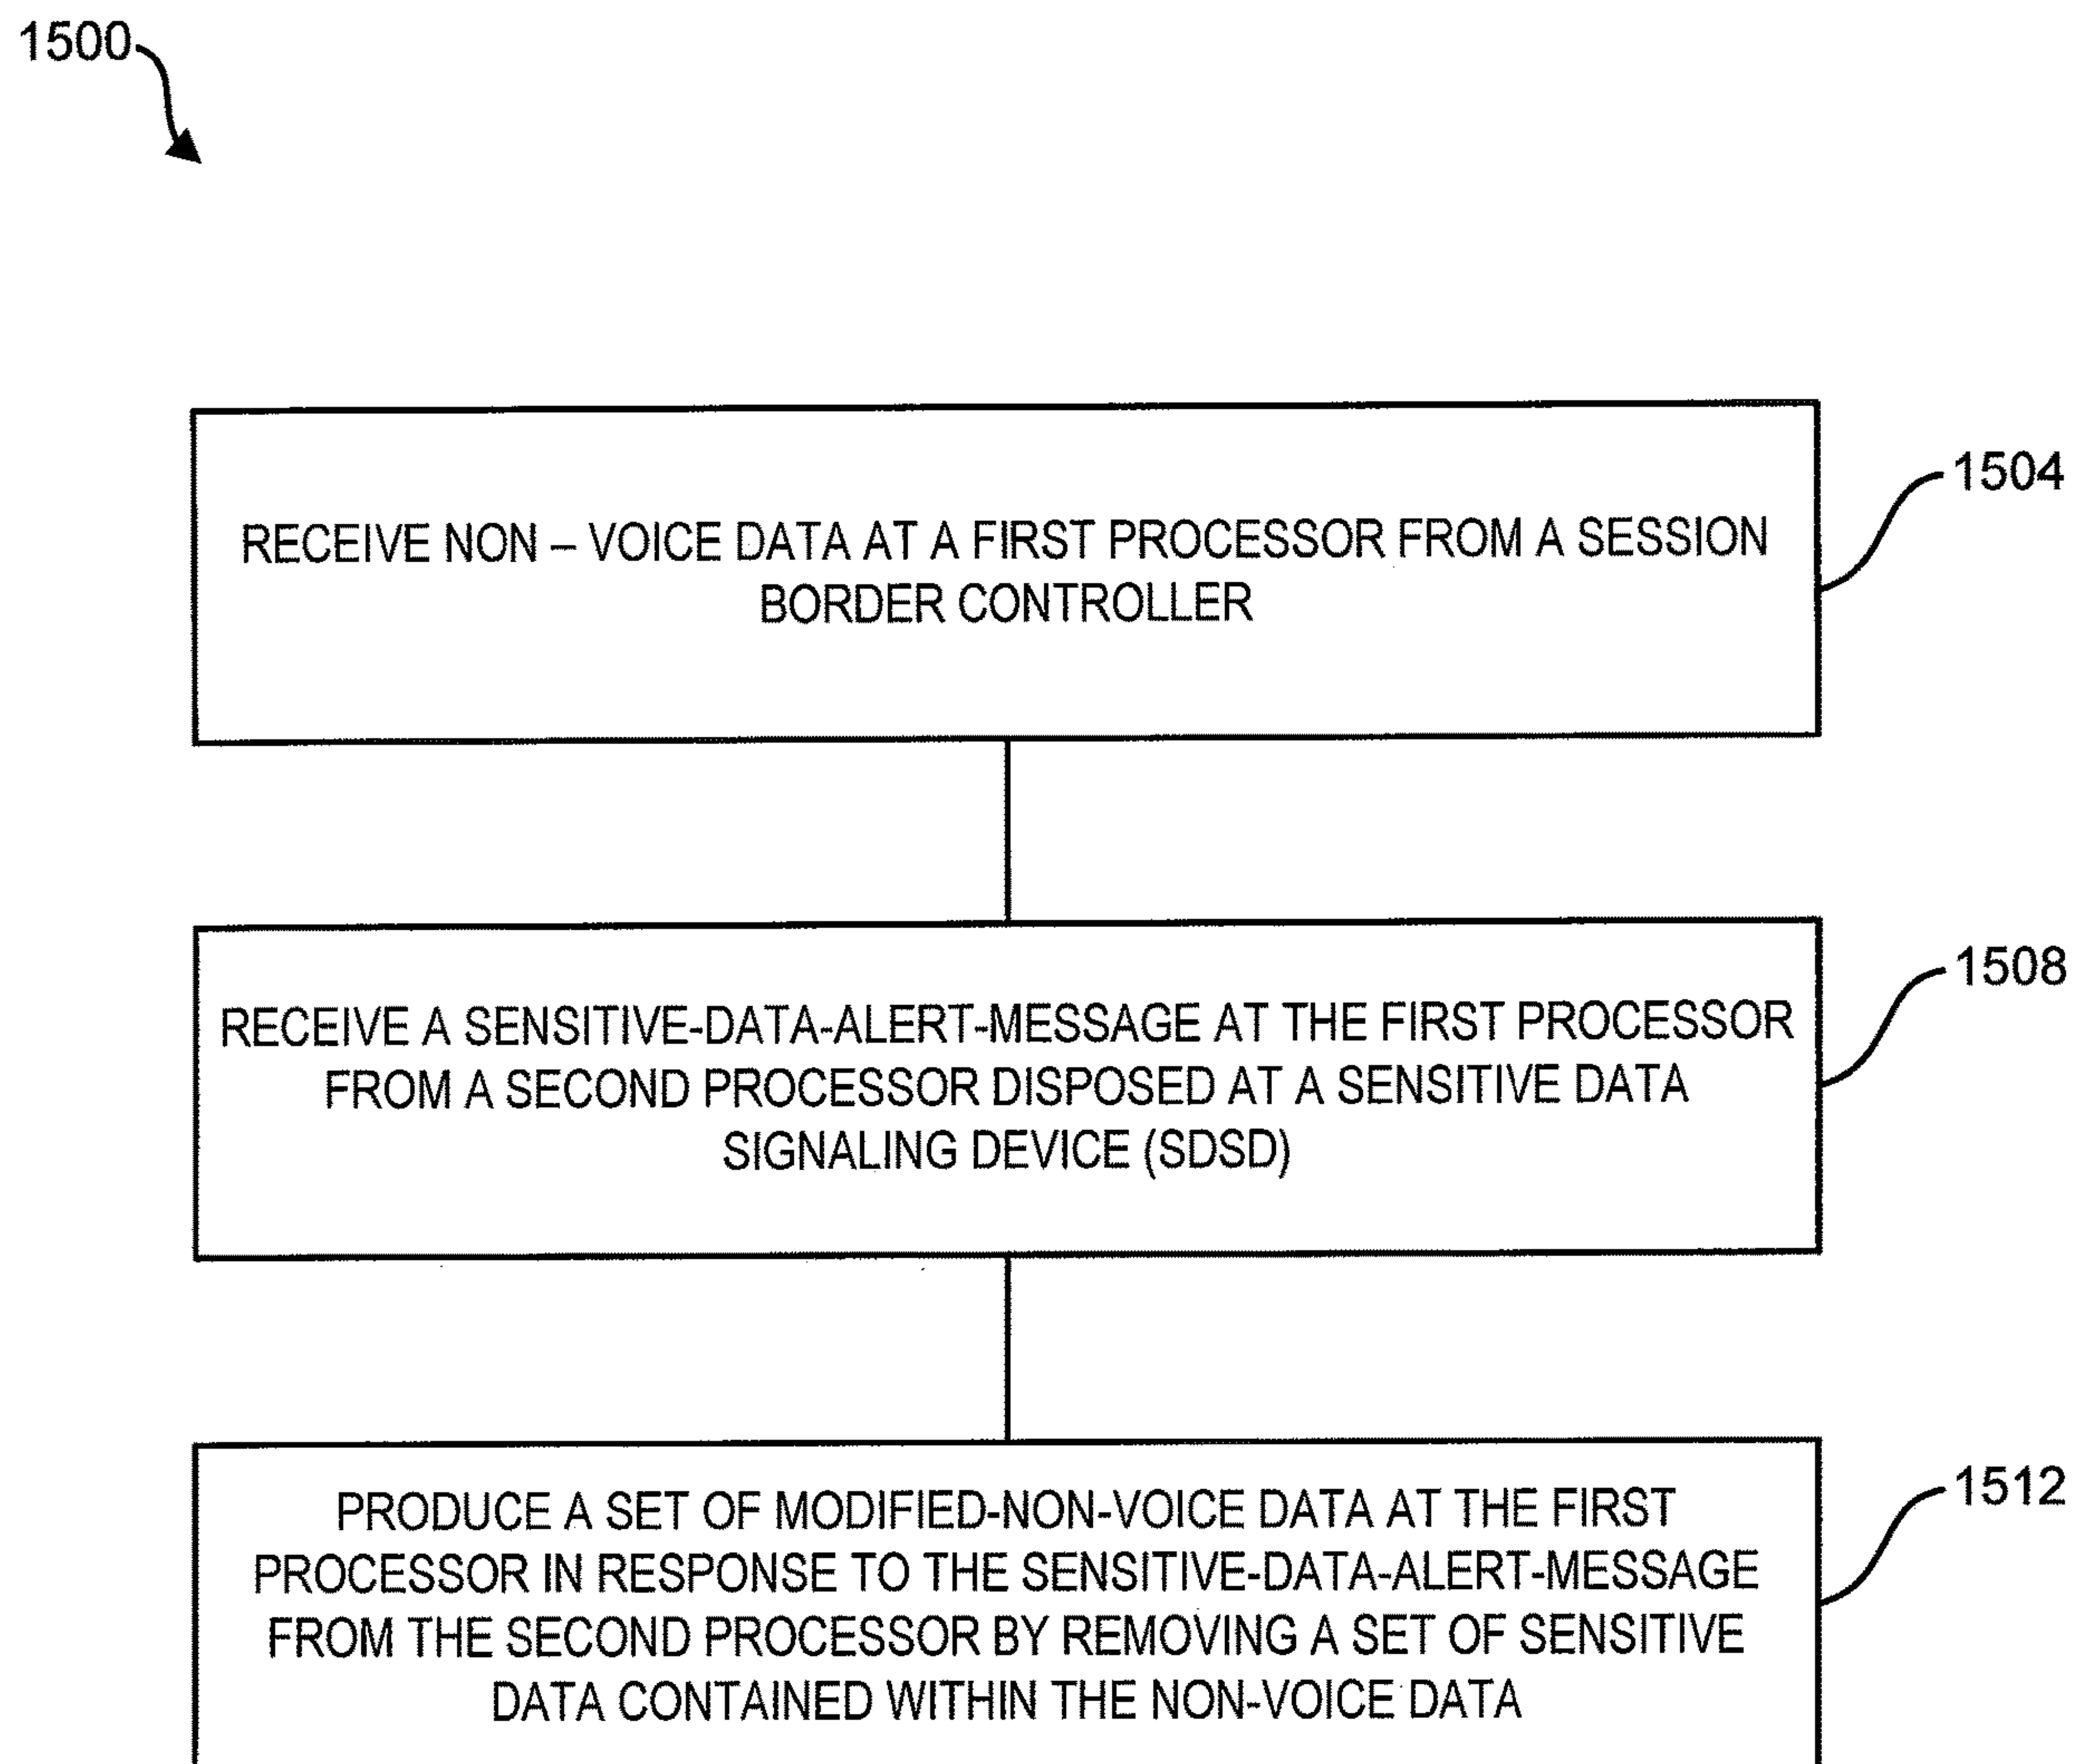 1500
RECEIVE NON – VOICE DATA AT A FIRST PROCESSOR FROM A SESSION
BORDER CONTROLLER
1504
RECEIVE A SENSITIVE-DATA-ALERT-MESSAGE AT THE FIRST PROCESSOR
FROM A SECOND PROCESSOR DISPOSED AT A SENSITIVE DATA
SIGNALING DEVICE (SDSD)
1508
PRODUCE A SET OF MODIFIED-NON-VOICE DATA AT THE FIRST
PROCESSOR IN RESPONSE TO THE SENSITIVE-DATA-ALERT-MESSAGE
FROM THE SECOND PROCESSOR BY REMOVING A SET OF SENSITIVE
DATA CONTAINED WITHIN THE NON-VOICE DATA
1512